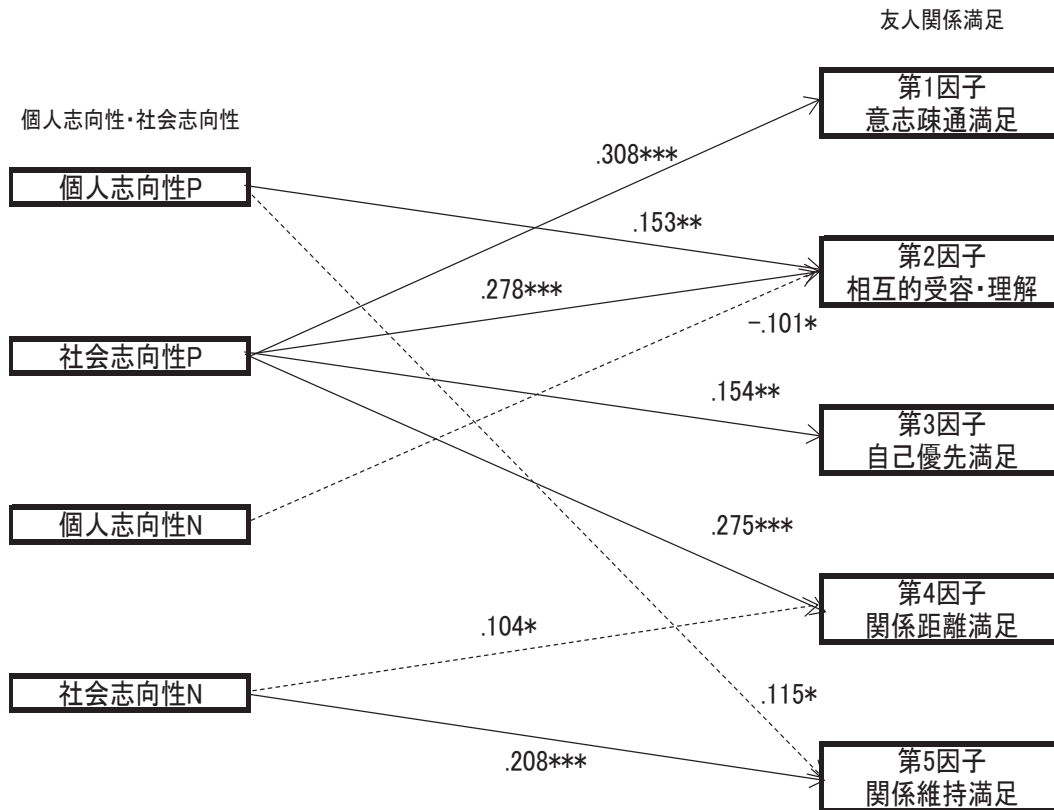 友人関係満足
個人志向性・社会志向性
第1因子
意志疎通満足
.308***
個人志向性P
.153**
第2因子
相互的受容・理解
.278***
-.101*
社会志向性P
.154**
第3因子
自己優先満足
個人志向性N
.275***
第4因子
関係距離満足
.104*
社会志向性N
.115*
.208***
第5因子
関係維持満足